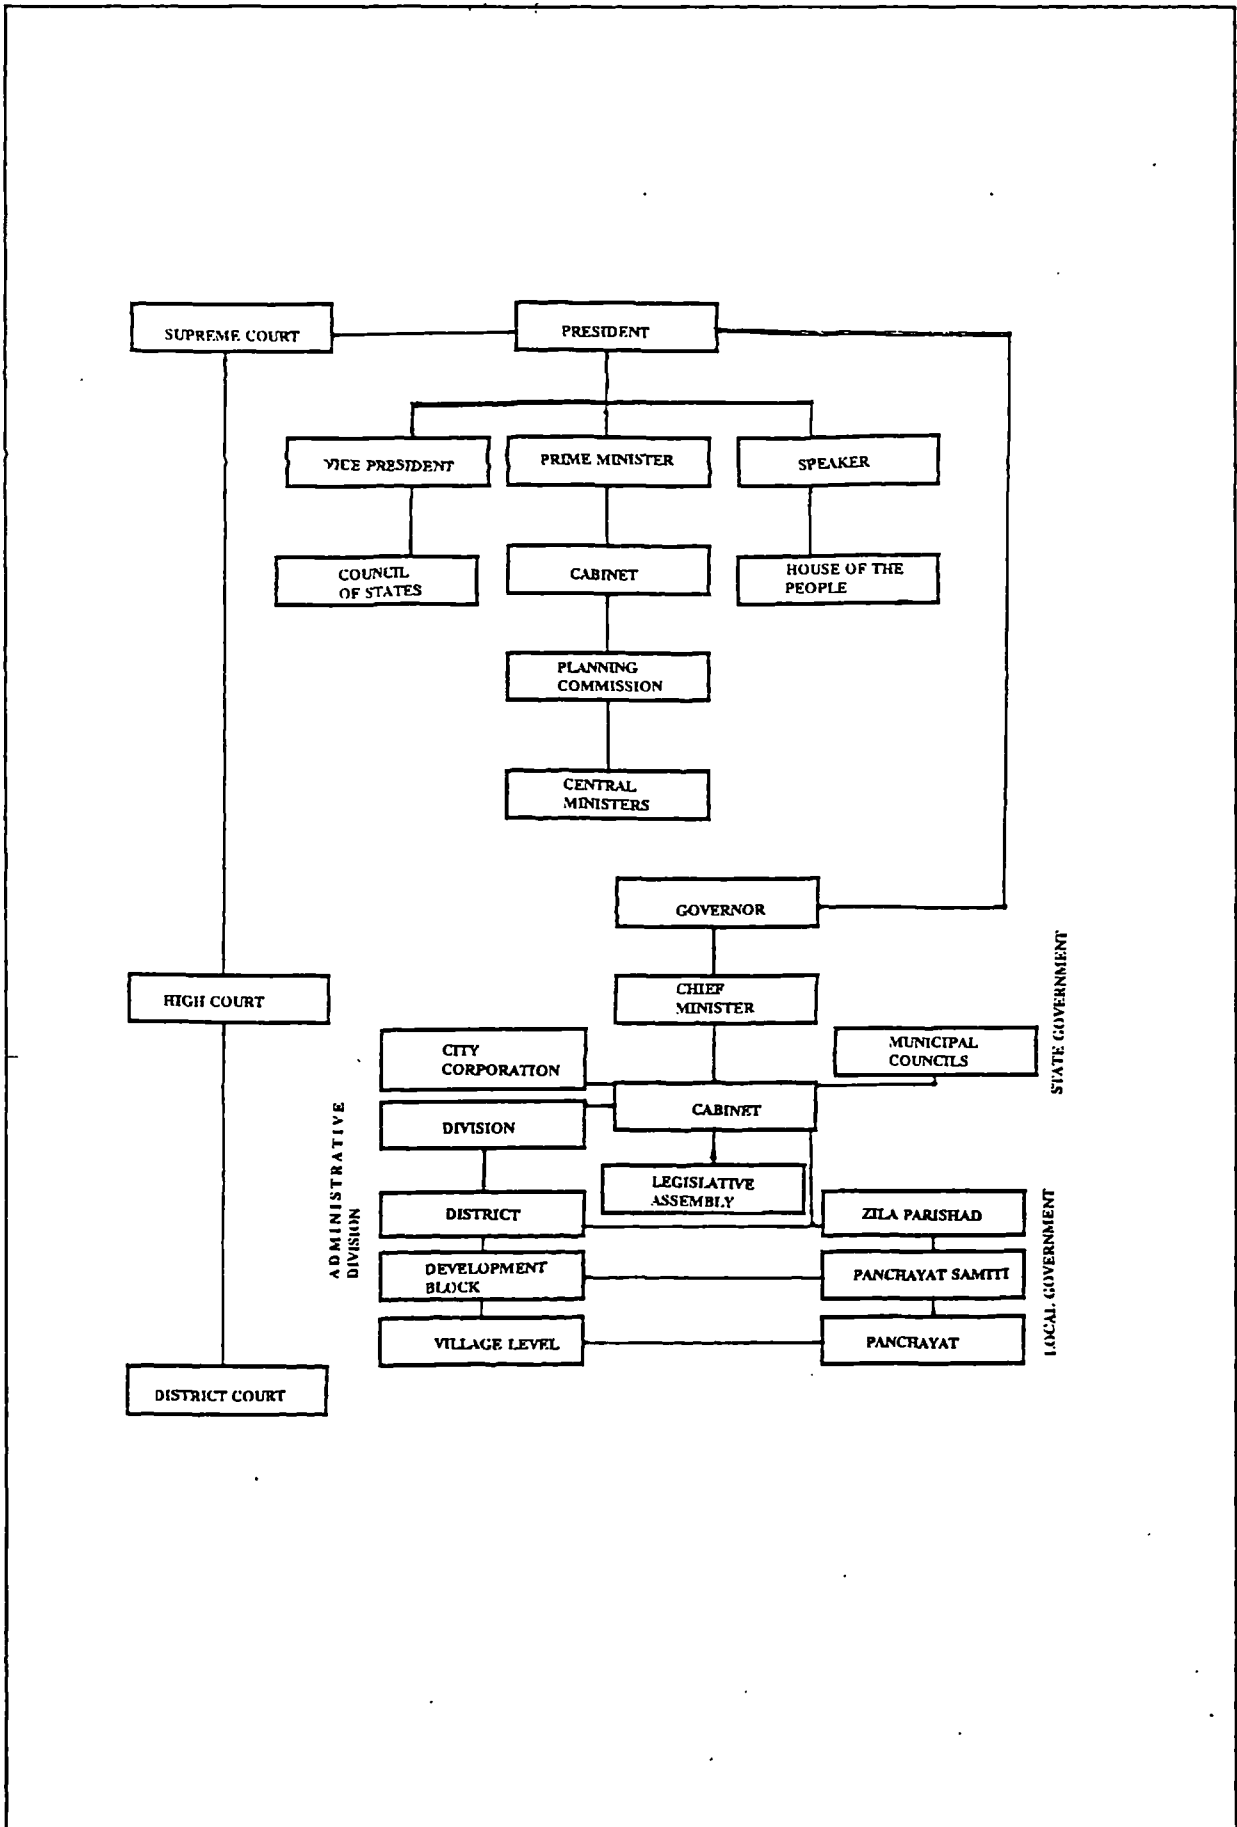 SUPREME COURT
PRESIDENT
VICE PRESIDENT
PRIME MINISTER
SPEAKER
COUNCIL
OF STATES
CABINET
HOUSE OF THE
PEOPLE
PLANNING
COMMISSION
CENTRAL
MINISTERS
GOVERNOR
HIGH COURT
CHIEF
MINISTER
STATE GOVERNMENT
CITY
CORPORATION
MUNICIPAL
COUNCILS
CABINET
DIVISION
ADMINISTRATIVE
DIVISION
LEGISLATIVE
ASSEMBLY
DISTRICT
ZILA PARISHAD
DEVELOPMENT
BLOCK
PANCHAYAT SAMITI
LOCAL GOVERNMENT
VILLAGE LEVEL
PANCHAYAT
DISTRICT COURT